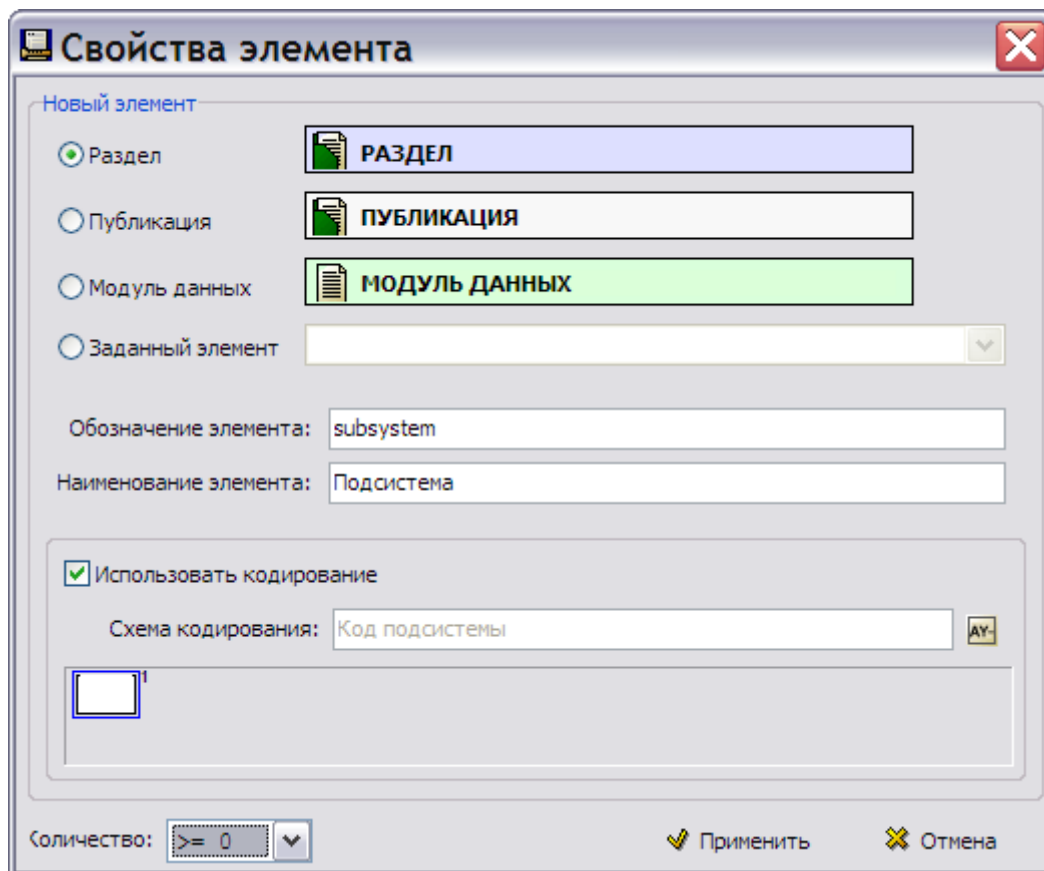 Свойства элемента
Новый элемент
Раздел РАЗДЕЛ
Публикация ПУБЛИКАЦИЯ
Модуль данных МОДУЛЬ ДАННЫХ
Заданный элемент
Обозначение элемента: subsystem
Наименование элемента: Подсистема
Использовать кодирование
Схема кодирования: Код подсистемы AY-
1
Количество: >= 0 Применить Отмена